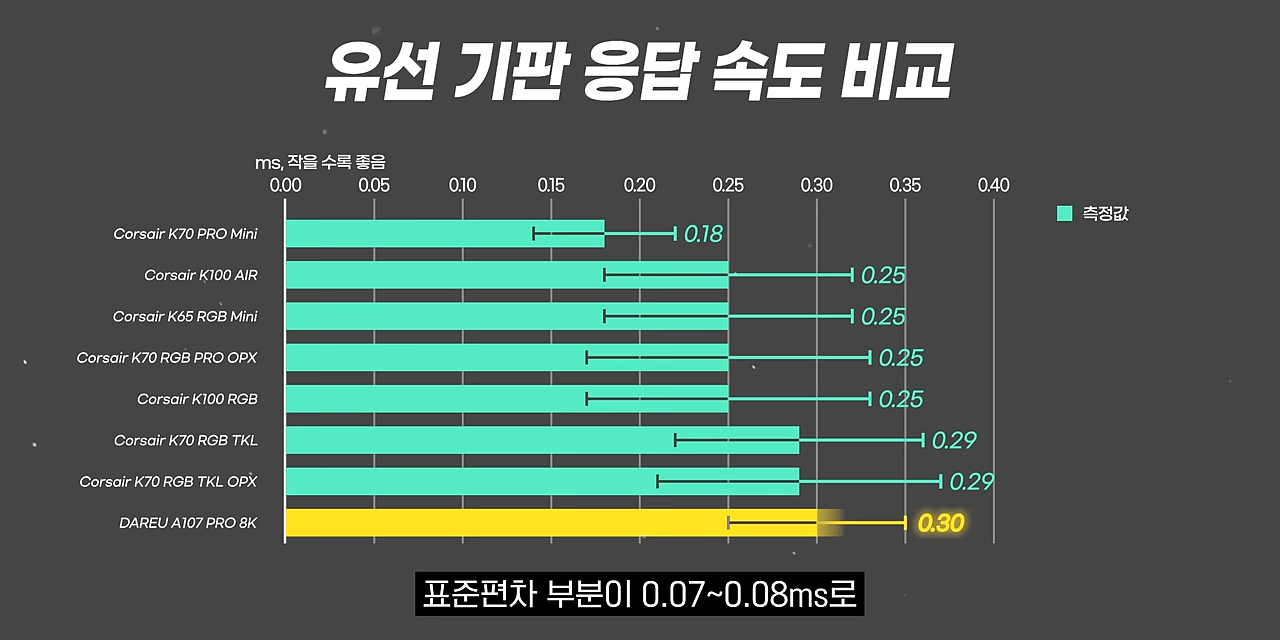 유선 기판 응답 속도 비교
ms, 작을 수록 좋음
0.00 0.05 0.10 0.15 0.20 0.25 0.30 0.35 0.40
측정값
Corsair K70 PRO Mini 0.18
Corsair K100 AIR 0.25
Corsair K65 RGB Mini 0.25
Corsair K70 RGB PRO OPX 0.25
Corsair K100 RGB 0.25
Corsair K70 RGB TKL 0.29
Corsair K70 RGB TKL OPX 0.29
DAREU A107 PRO 8K 0.30
표준편차 부분이 0.07~0.08ms로